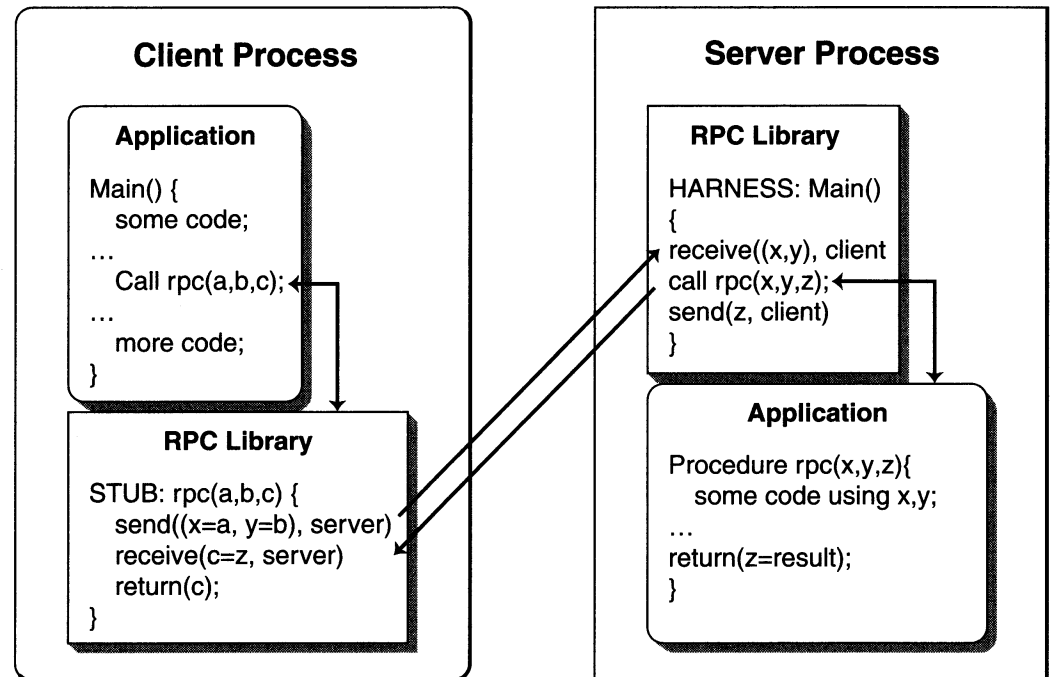 Client Process
Application
Main() {
some code;
...
Call rpc(a,b,c);
...
more code;
}
RPC Library
STUB: rpc(a,b,c) {
send((x=a, y=b), server)
receive(c=z, server)
return(c);
}
Server Process
RPC Library
HARNESS: Main()
{
receive((x,y), client
call rpc(x,y,z);
send(z, client)
}
Application
Procedure rpc(x,y,z){
some code using x,y;
...
return(z=result);
}